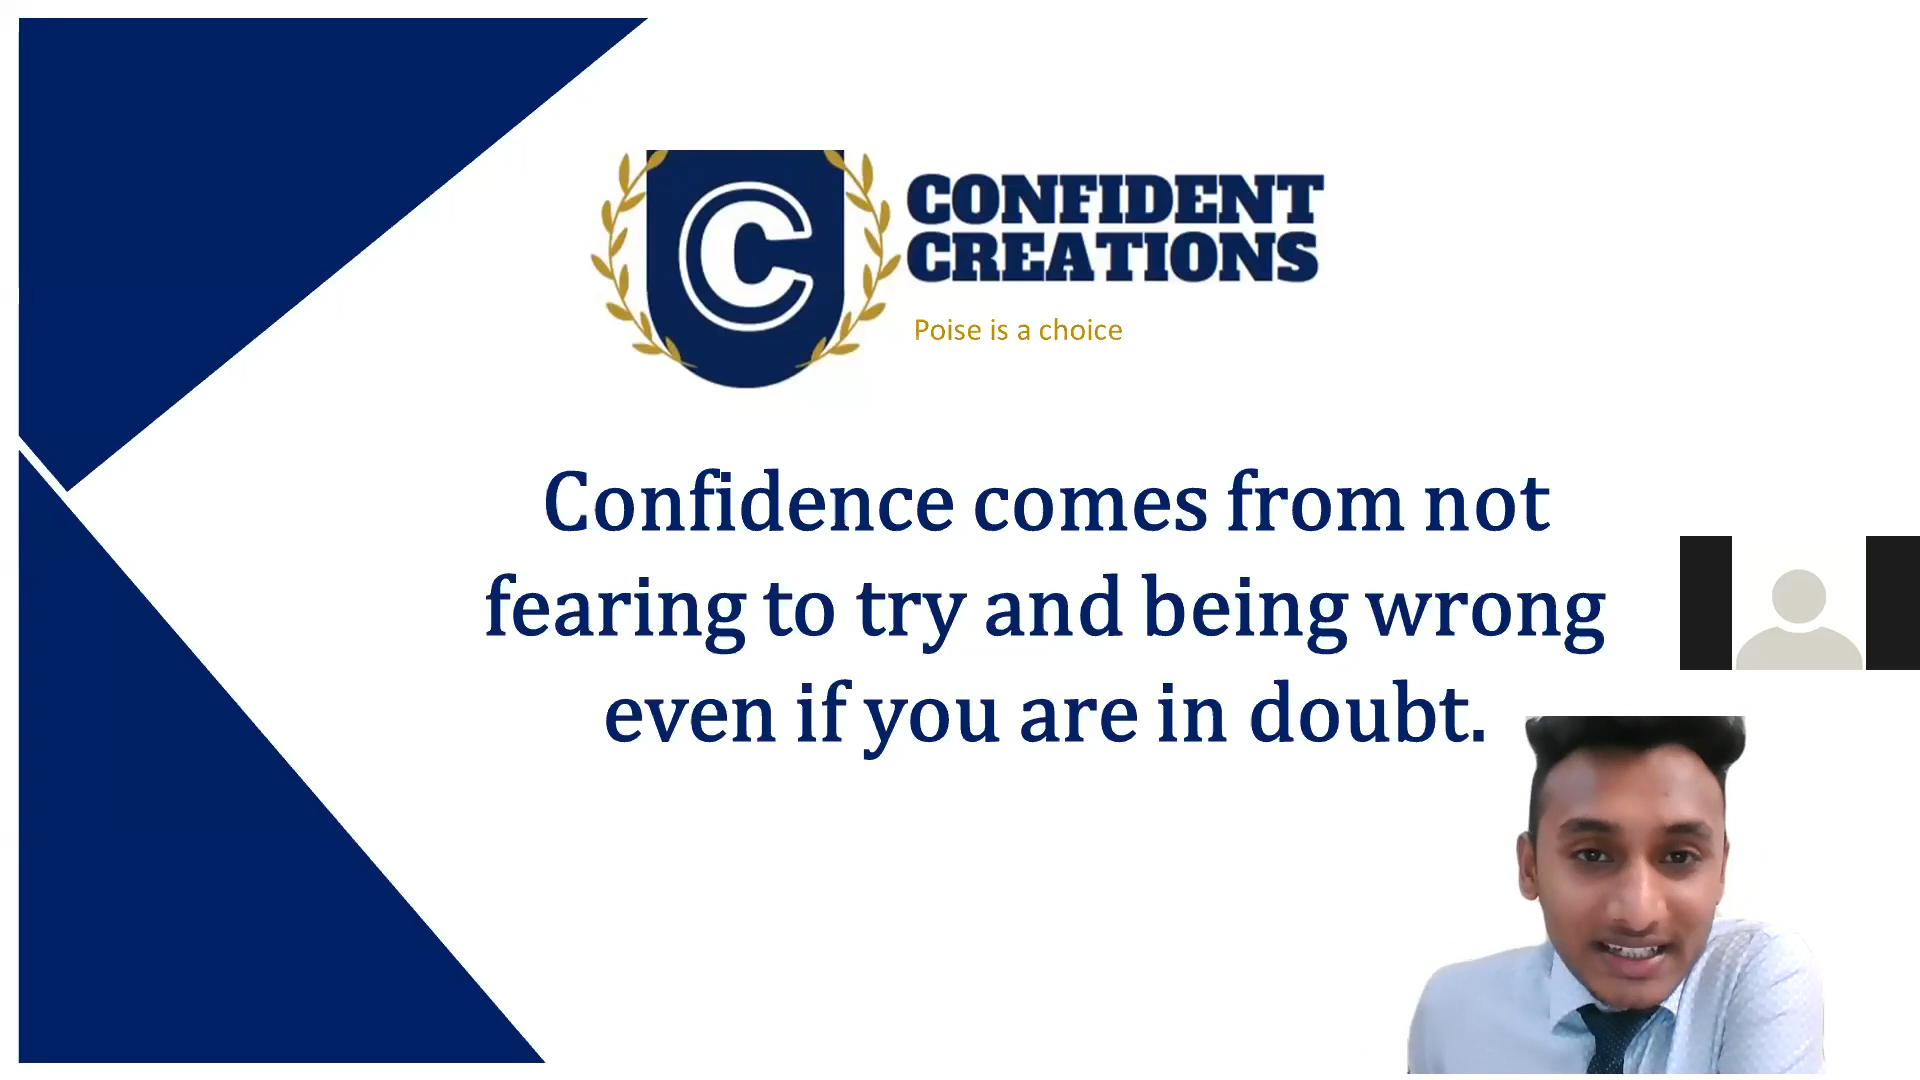 C
CONFIDENT
CREATIONS
Poise is a choice
Confidence comes from not
fearing to try and being wrong
even if you are in doubt.